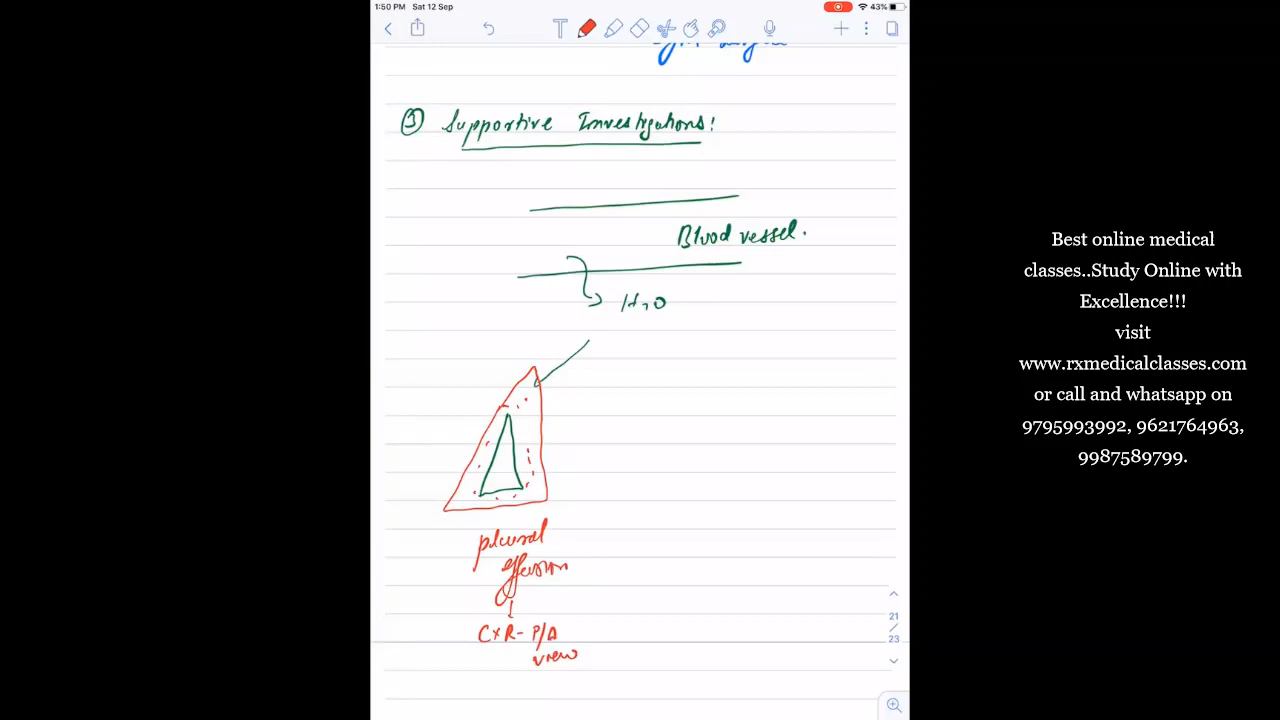 1:50 PM Sat 12 Sep
43%
T
③ Supportive Investigations:
Blood vessel.
H₂O
pleural
effusion
CXR- P/A
view
21
/
23
Best online medical
classes..Study Online with
Excellence!!!
visit
www.rxmedicalclasses.com
or call and whatsapp on
9795993992, 9621764963,
9987589799.